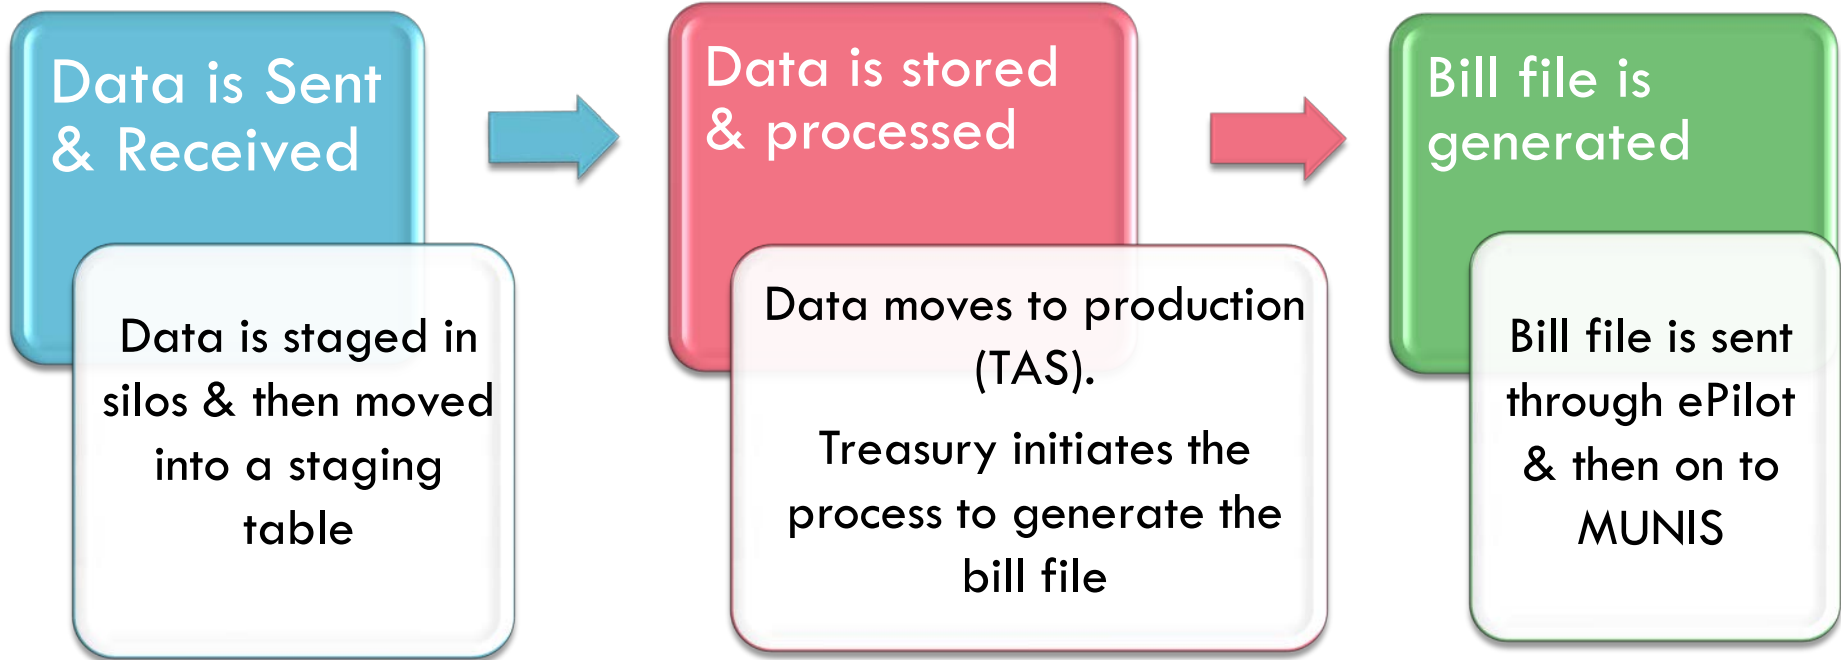 Data is Sent
& Received
Data is staged in
silos & then moved
into a staging
table
Data is stored
& processed
Data moves to production
(TAS).
Treasury initiates the
process to generate the
bill file
Bill file is
generated
Bill file is sent
through ePilot
& then on to
MUNIS